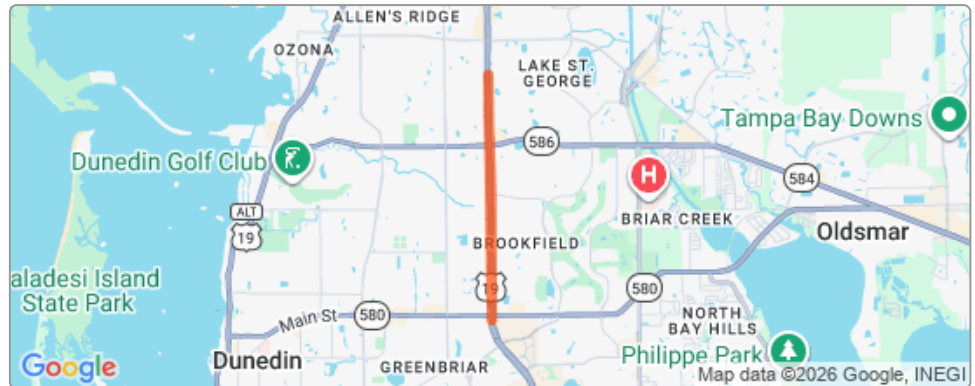 ALLEN'S RIDGE
OZONA
LAKE ST.
GEORGE
Tampa Bay Downs
586
Dunedin Golf Club
H
584
ALT
19
BRIAR CREEK
Oldsmar
BROOKFIELD
aladesi Island
State Park
19
580
Main St
580
NORTH
BAY HILLS
Dunedin
GREENBRIAR
Philippe Park
Google
Map data ©2026 Google, INEGI